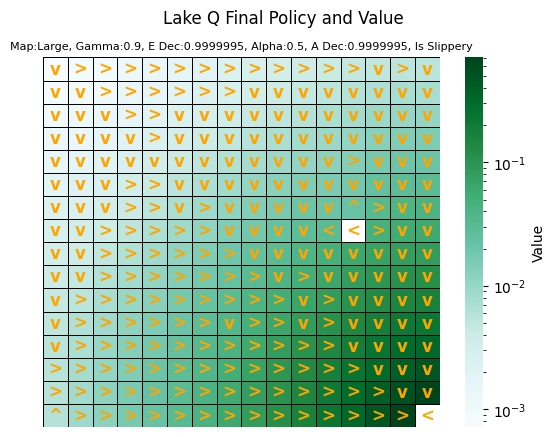 Lake Q Final Policy and Value
Map:Large, Gamma:0.9, E Dec:0.9999995, Alpha:0.5, A Dec:0.9999995, Is Slippery
v > > > > > > > > > > > > v > v
v v > > > > > > v v v v v v v v
v v v > > v v v v v v v v v v v
v v v v > v v v v v v v v v v v
v v v v v v v v v v v v > v v v
v v v > > v v v v v v v v v v v
v v v > > v > v v v v v ^ > v v
v v > > > > > v v v v < < > v v
v v > > > > > > v v v v v v v v
v v > > > > > > > v > v v v v v
v > > > > > > > > > v > v v v v
v > > > > > > v > > v > v v v v
v > > > > > > > > > > > v v v v
> > > > > > > > > > > > > v v v
> > > > > > > > > > > > > > v v
^ > > > > > > > > > > > > > > <
10⁻¹
10⁻²
10⁻³
Value